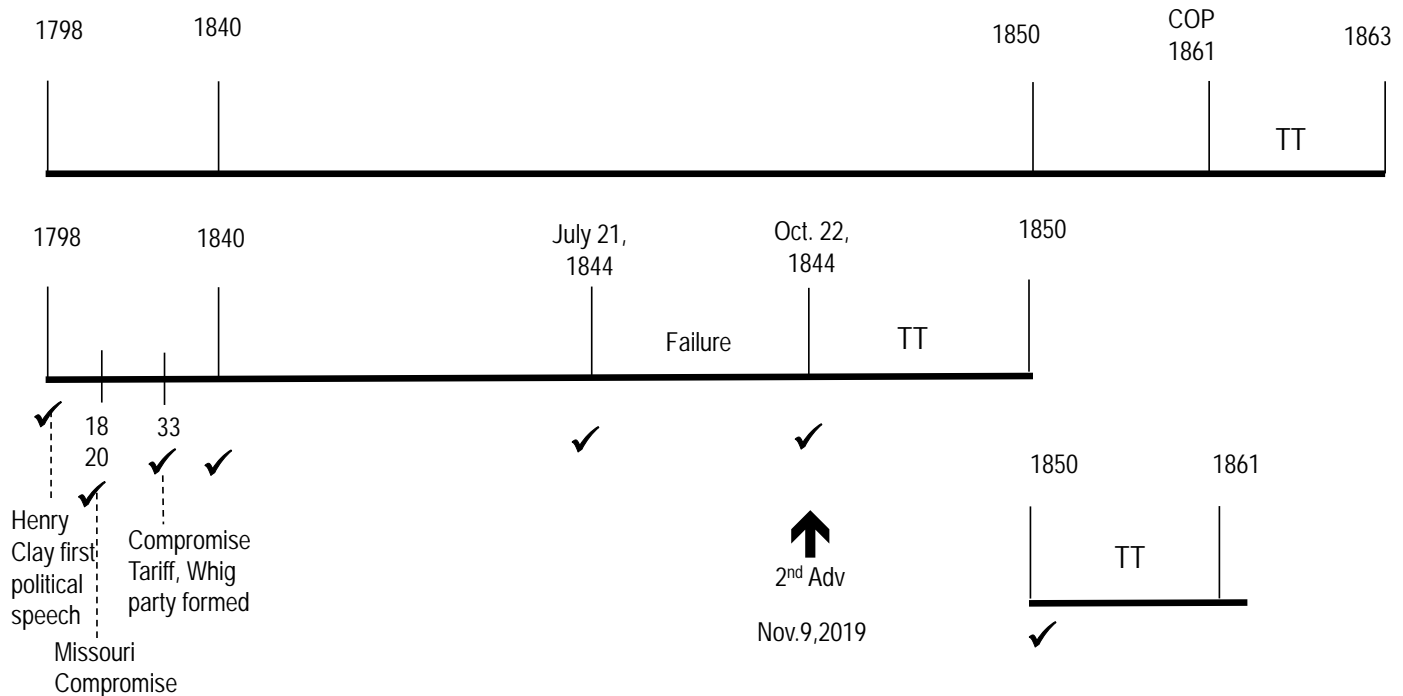 1798
1840
1850
COP
1861
1863
TT
1798
1840
July 21,
1844
Oct. 22,
1844
1850
Failure
TT
18
20
33
Henry
Clay first
political
speech
Missouri
Compromise
Compromise
Tariff, Whig
party formed
2nd Adv
Nov.9,2019
1850
1861
TT